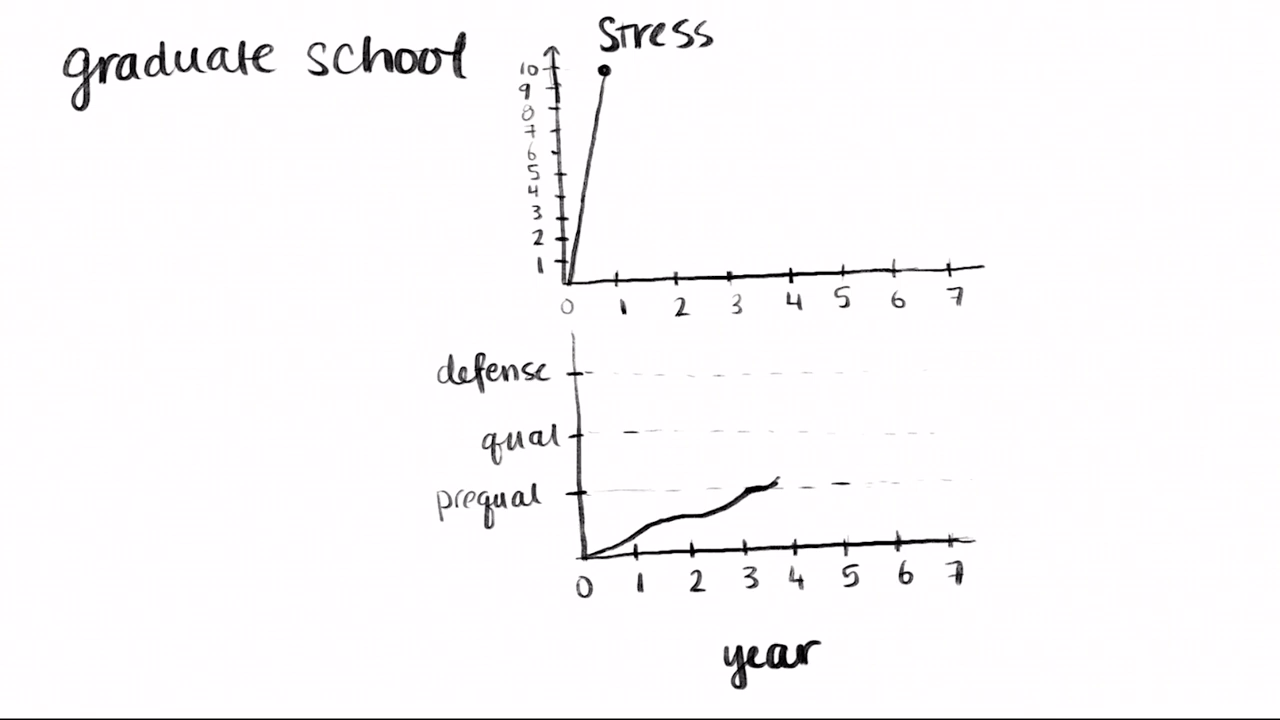 graduate school
Stress
10
9
8
7
6
5
4
3
2
1
0 1 2 3 4 5 6 7
defense
qual
prequal
0 1 2 3 4 5 6 7
year